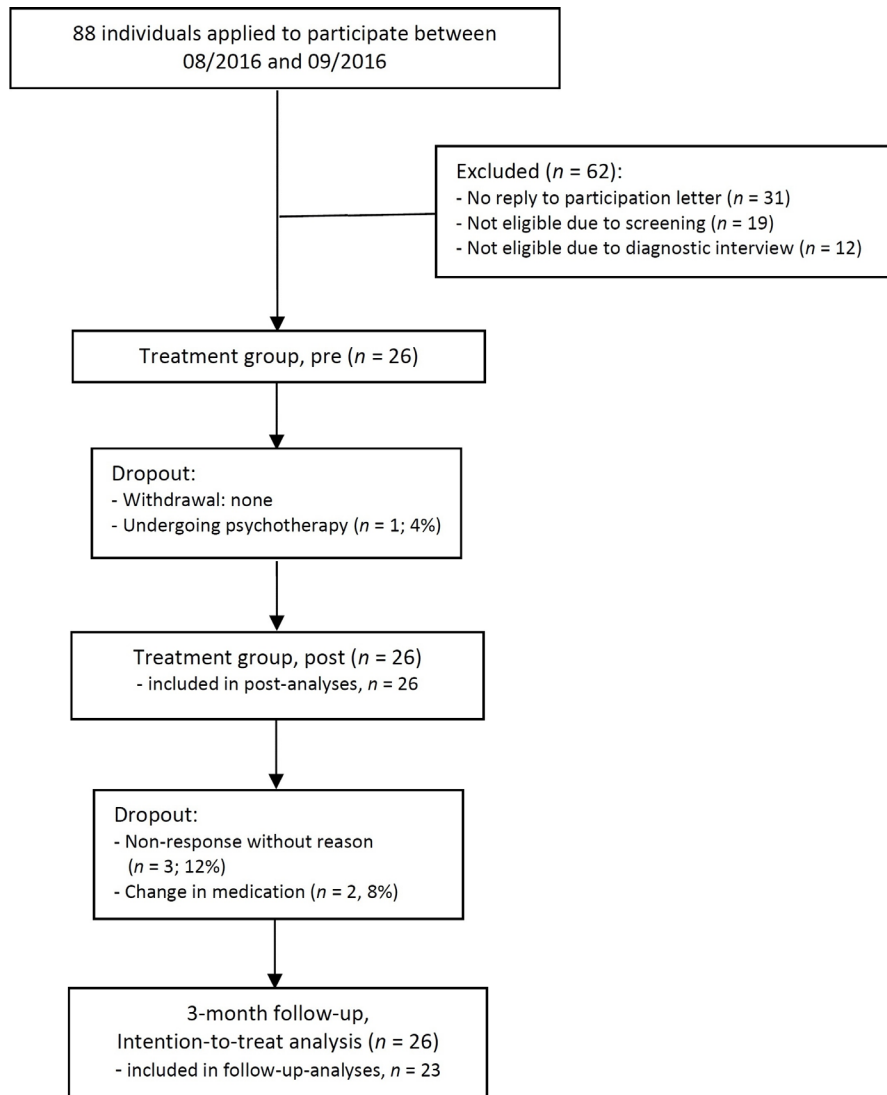 88 individuals applied to participate between
08/2016 and 09/2016
Excluded (n = 62):
- No reply to participation letter (n = 31)
- Not eligible due to screening (n = 19)
- Not eligible due to diagnostic interview (n = 12)
Treatment group, pre (n = 26)
Dropout:
- Withdrawal: none
- Undergoing psychotherapy (n = 1; 4%)
Treatment group, post (n = 26)
- included in post-analyses, n = 26
Dropout:
- Non-response without reason
(n = 3; 12%)
- Change in medication (n = 2, 8%)
3-month follow-up,
Intention-to-treat analysis (n = 26)
- included in follow-up-analyses, n = 23